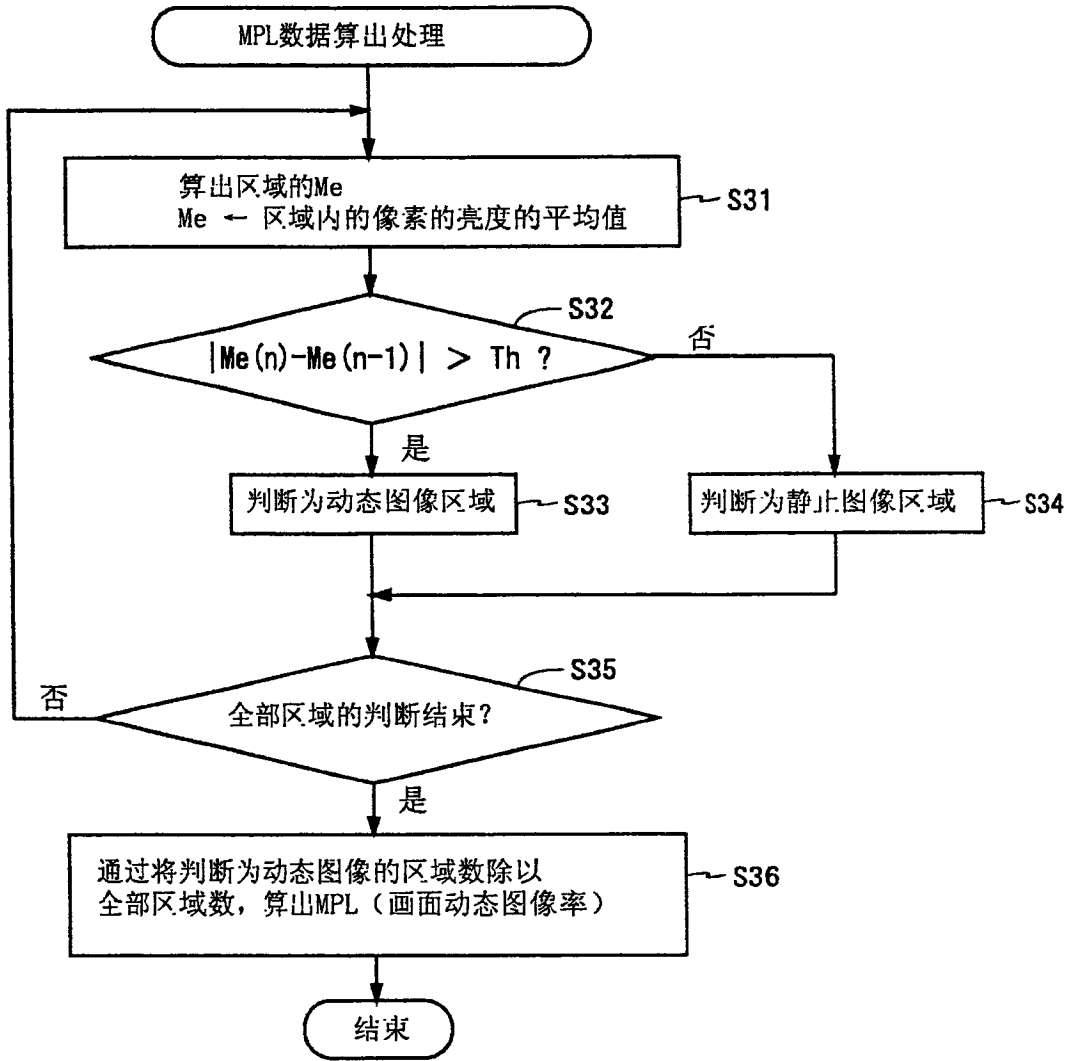 MPL数据算出处理
算出区域的Me
Me ← 区域内的像素的亮度的平均值
S31
S32
|Me(n)-Me(n-1)| > Th ?
否
是
判断为动态图像区域
S33
判断为静止图像区域
S34
S35
否
全部区域的判断结束?
是
通过将判断为动态图像的区域数除以
全部区域数, 算出MPL (画面动态图像率)
S36
结束